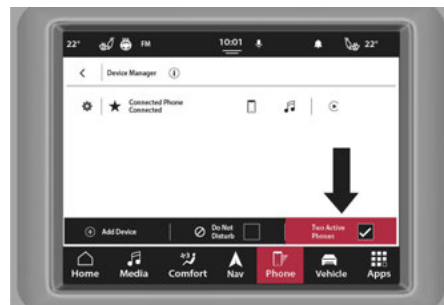 22° FM 10:01 22°
Device Manager
Connected Phone
Connected
Add Device
Do Not
Disturb
Two Active
Phones
Home Media Comfort Nav Phone Vehicle Apps